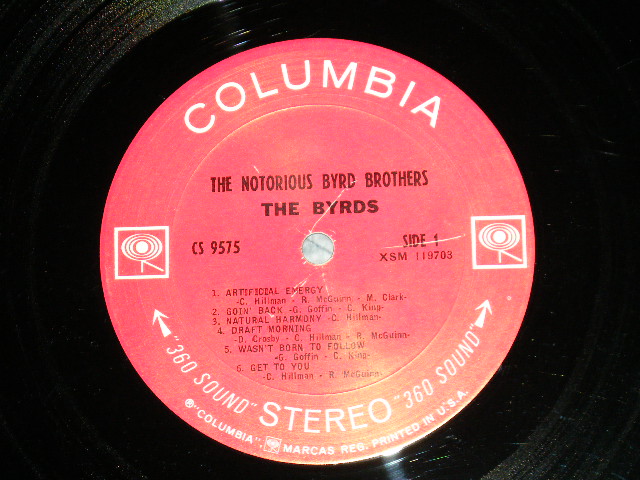 COLUMBIA
THE NOTORIOUS BYRD BROTHERS
THE BYRDS
CS 9575
SIDE 1
XSM 119703
1. ARTIFICIAL ENERGY
-C. Hillman - R. McGuinn - M. Clark-
2. GOIN' BACK -G. Goffin - C. King-
3. NATURAL HARMONY -C. Hillman-
4. DRAFT MORNING
-D. Crosby - C. Hillman - R. McGuinn-
5. WASN'T BORN TO FOLLOW
-G. Goffin - C. King-
6. GET TO YOU
-C. Hillman - R. McGuinn-
"360 SOUND" STEREO "360 SOUND"
® "COLUMBIA", MARCAS REG. PRINTED IN U.S.A.